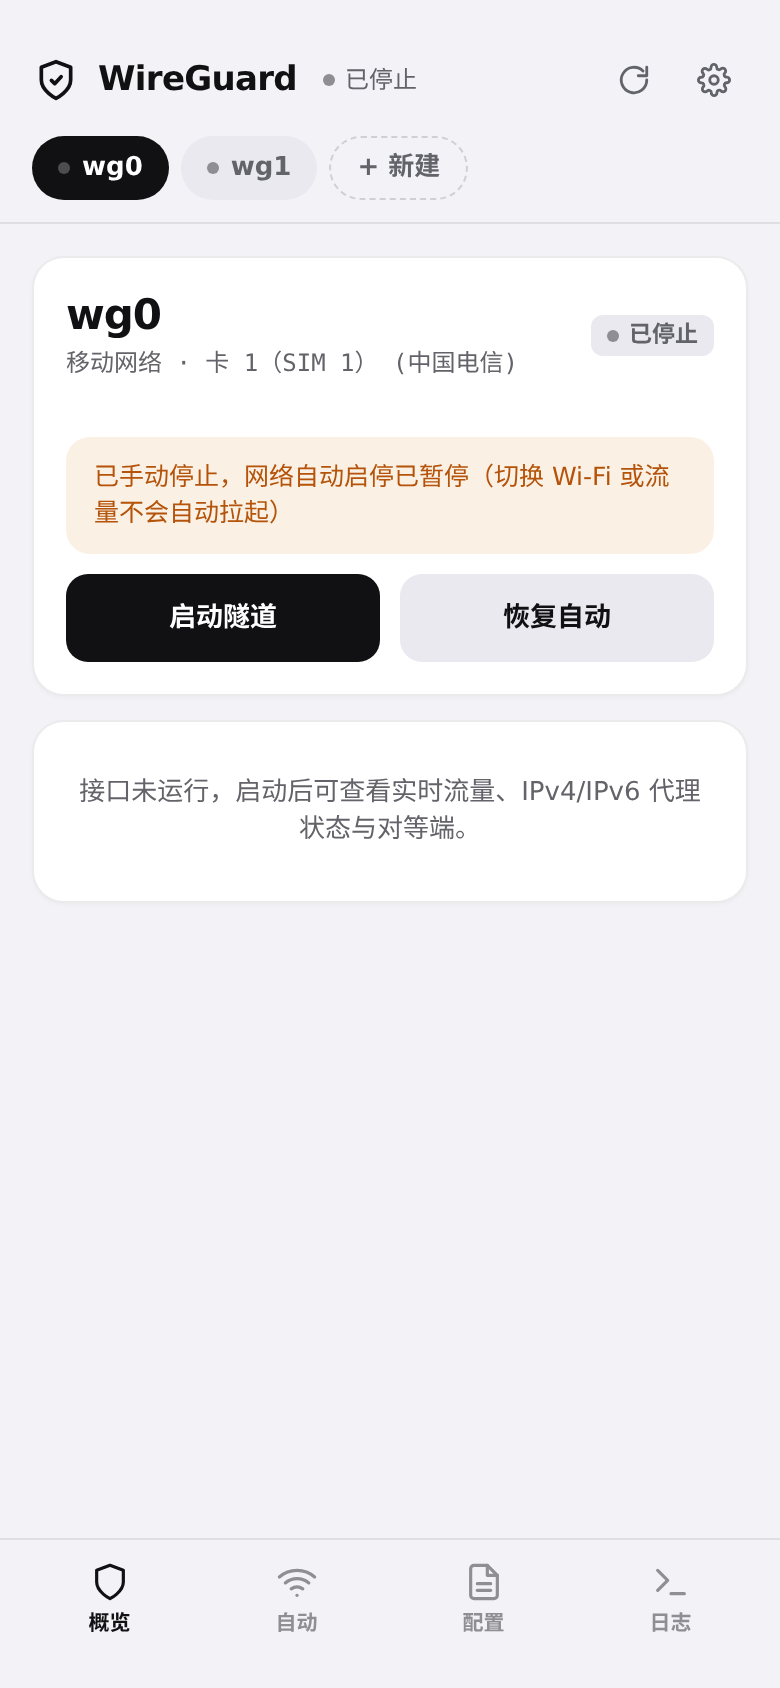 WireGuard 已停止
wg0 wg1 + 新建
wg0
已停止
移动网络 · 卡 1（SIM 1） (中国电信)
已手动停止，网络自动启停已暂停（切换 Wi-Fi 或流
量不会自动拉起）
启动隧道 恢复自动
接口未运行，启动后可查看实时流量、IPv4/IPv6 代理
状态与对等端。
概览 自动 配置 日志